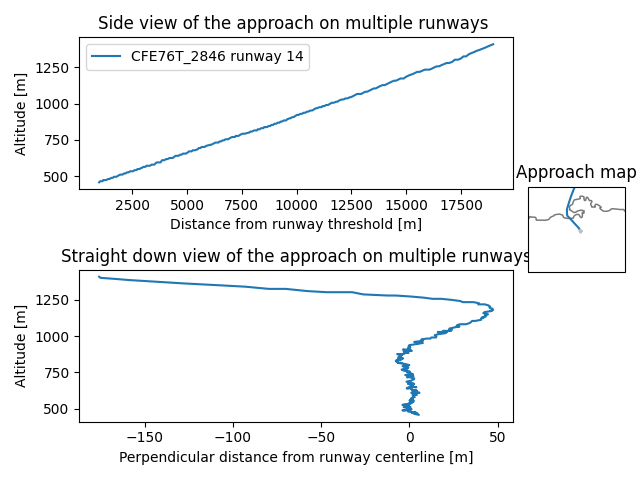 Side view of the approach on multiple runways
CFE76T_2846 runway 14
Altitude [m]
1250
1000
750
500
2500
5000
7500
10000
12500
15000
17500
Distance from runway threshold [m]
Approach map
Straight down view of the approach on multiple runways
Altitude [m]
1250
1000
750
500
−150
−100
−50
0
50
Perpendicular distance from runway centerline [m]